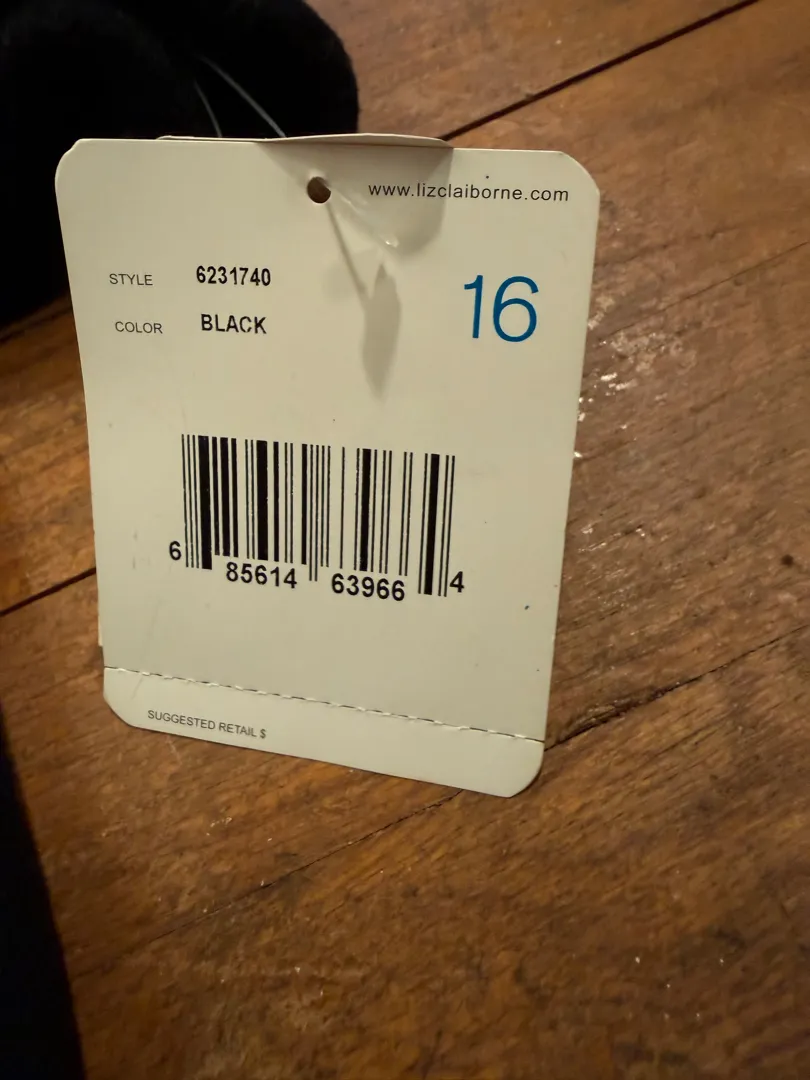 www.lizclaiborne.com
STYLE 6231740
16
COLOR BLACK
6 85614 63966 4
SUGGESTED RETAIL $